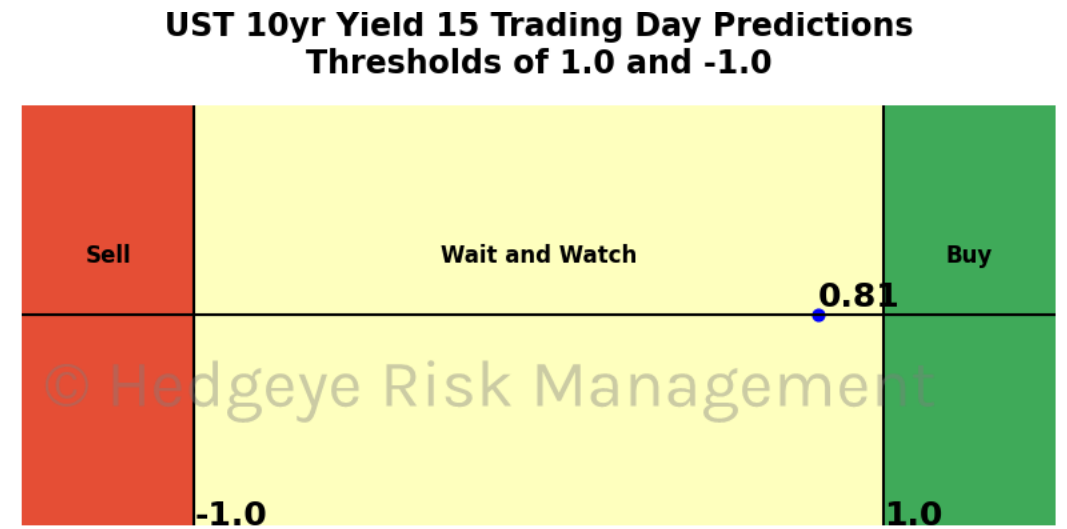 UST 10yr Yield 15 Trading Day Predictions
Thresholds of 1.0 and -1.0
Sell
Wait and Watch
Buy
0.81
© Hedgeye Risk Management
-1.0
1.0